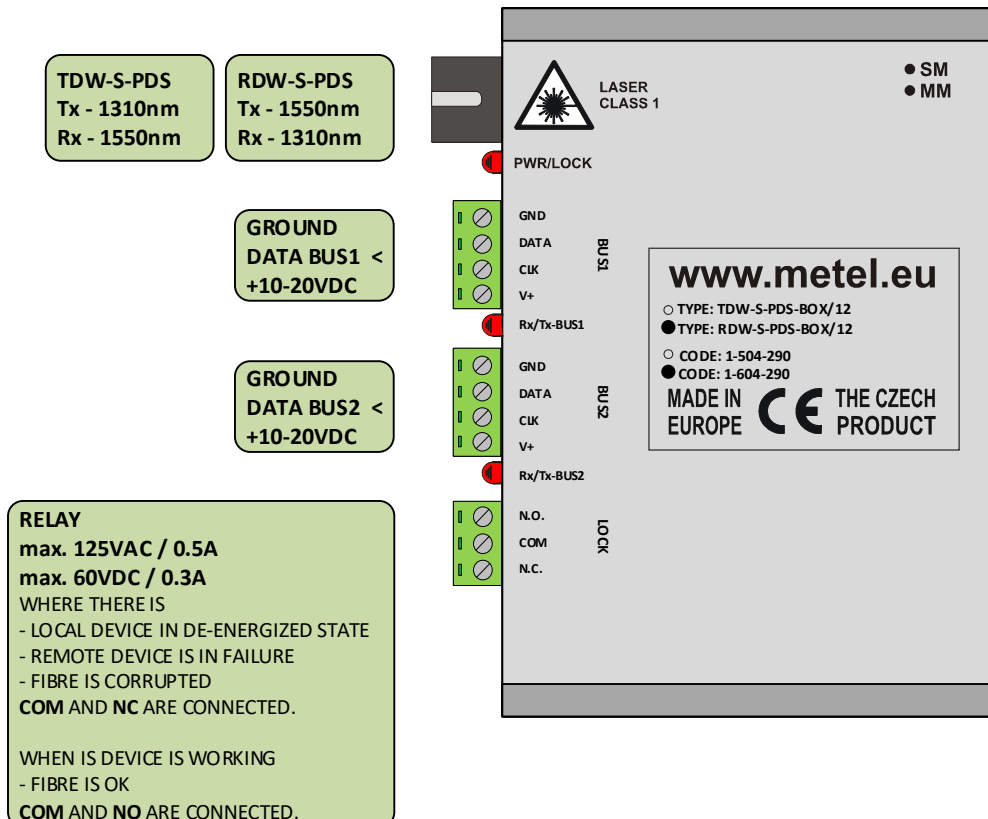 TDW-S-PDS
Tx - 1310nm
Rx - 1550nm
RDW-S-PDS
Tx - 1550nm
Rx - 1310nm
LASER
CLASS 1
SM
MM
PWR/LOCK
GROUND
DATA BUS1 <
+10-20VDC
GND
DATA
CLK
V+
BUS1
Rx/Tx-BUS1
GROUND
DATA BUS2 <
+10-20VDC
GND
DATA
CLK
V+
BUS2
Rx/Tx-BUS2
N.O.
COM
N.C.
LOCK
www.metel.eu
TYPE: TDW-S-PDS-BOX/12
TYPE: RDW-S-PDS-BOX/12
CODE: 1-504-290
CODE: 1-604-290
MADE IN
EUROPE
CE
THE CZECH
PRODUCT
RELAY
max. 125VAC / 0.5A
max. 60VDC / 0.3A
WHERE THERE IS
- LOCAL DEVICE IN DE-ENERGIZED STATE
- REMOTE DEVICE IS IN FAILURE
- FIBRE IS CORRUPTED
COM AND NC ARE CONNECTED.
WHEN IS DEVICE IS WORKING
- FIBRE IS OK
COM AND NO ARE CONNECTED.